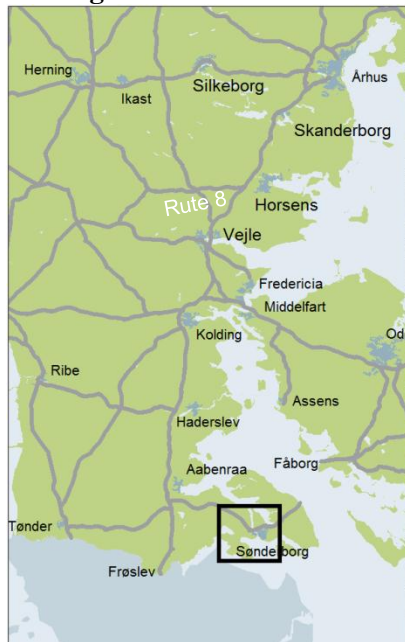 Herning
Ikast
Silkeborg
Århus
Skanderborg
Rute 8
Horsens
Vejle
Fredericia
Middelfart
Kolding
Od
Ribe
Assens
Haderslev
Fåborg
Aabenraa
Tønder
Sønderborg
Frøslev